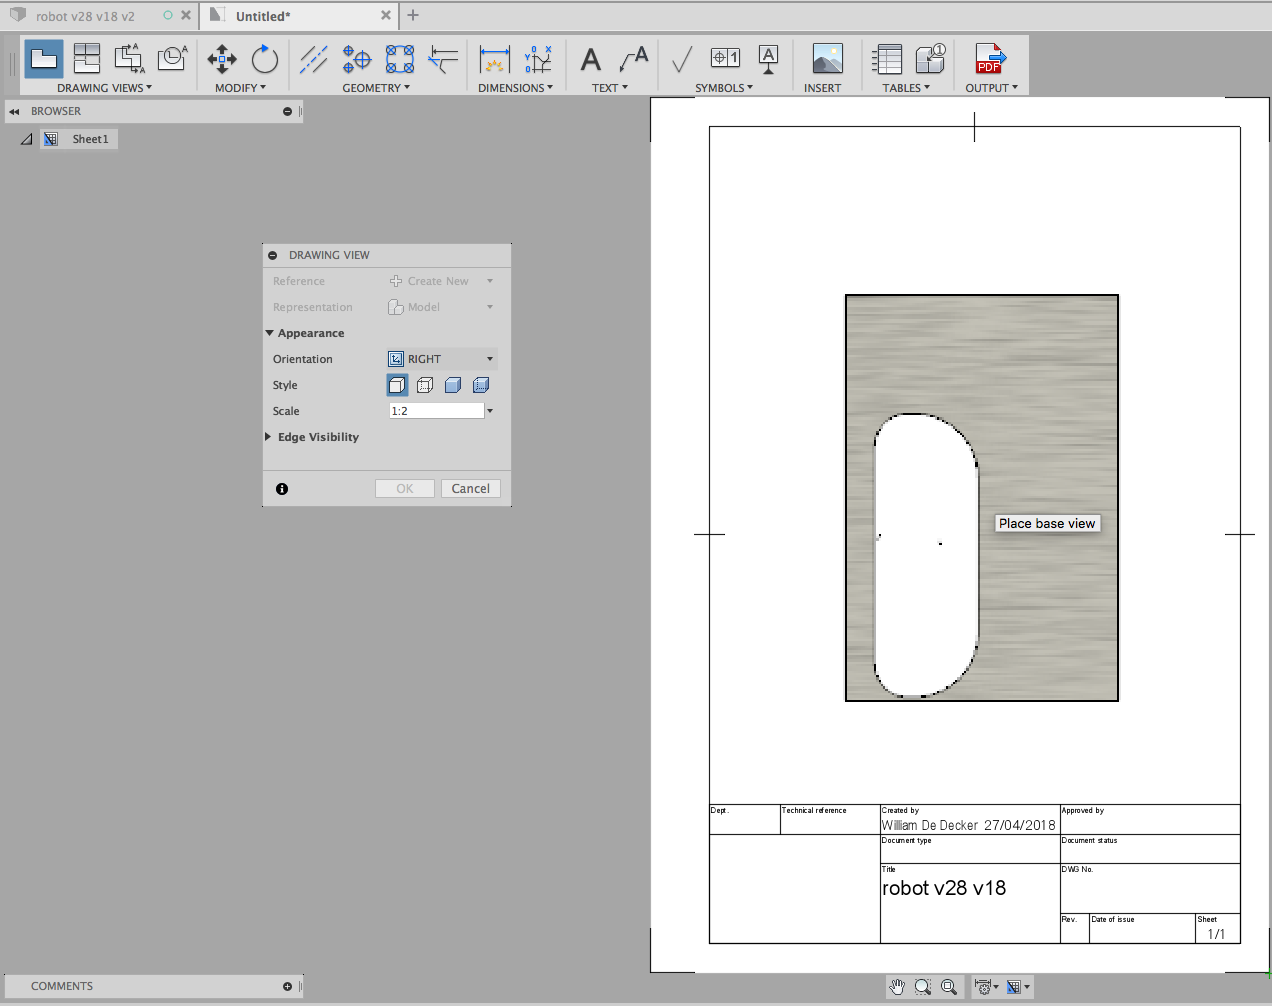 robot v28 v18 v2
Untitled*
DRAWING VIEWS
MODIFY
GEOMETRY
DIMENSIONS
TEXT
SYMBOLS
INSERT
TABLES
OUTPUT
PDF
BROWSER
Sheet1
DRAWING VIEW
Reference
Create New
Representation
Model
Appearance
Orientation
RIGHT
Style
Scale
1:2
Edge Visibility
OK
Cancel
Place base view
Dept.
Technical reference
Created by
Approved by
William De Decker 27/04/2018
Document type
Document status
Title
DWG No.
robot v28 v18
Rev.
Date of issue
Sheet
1/1
COMMENTS